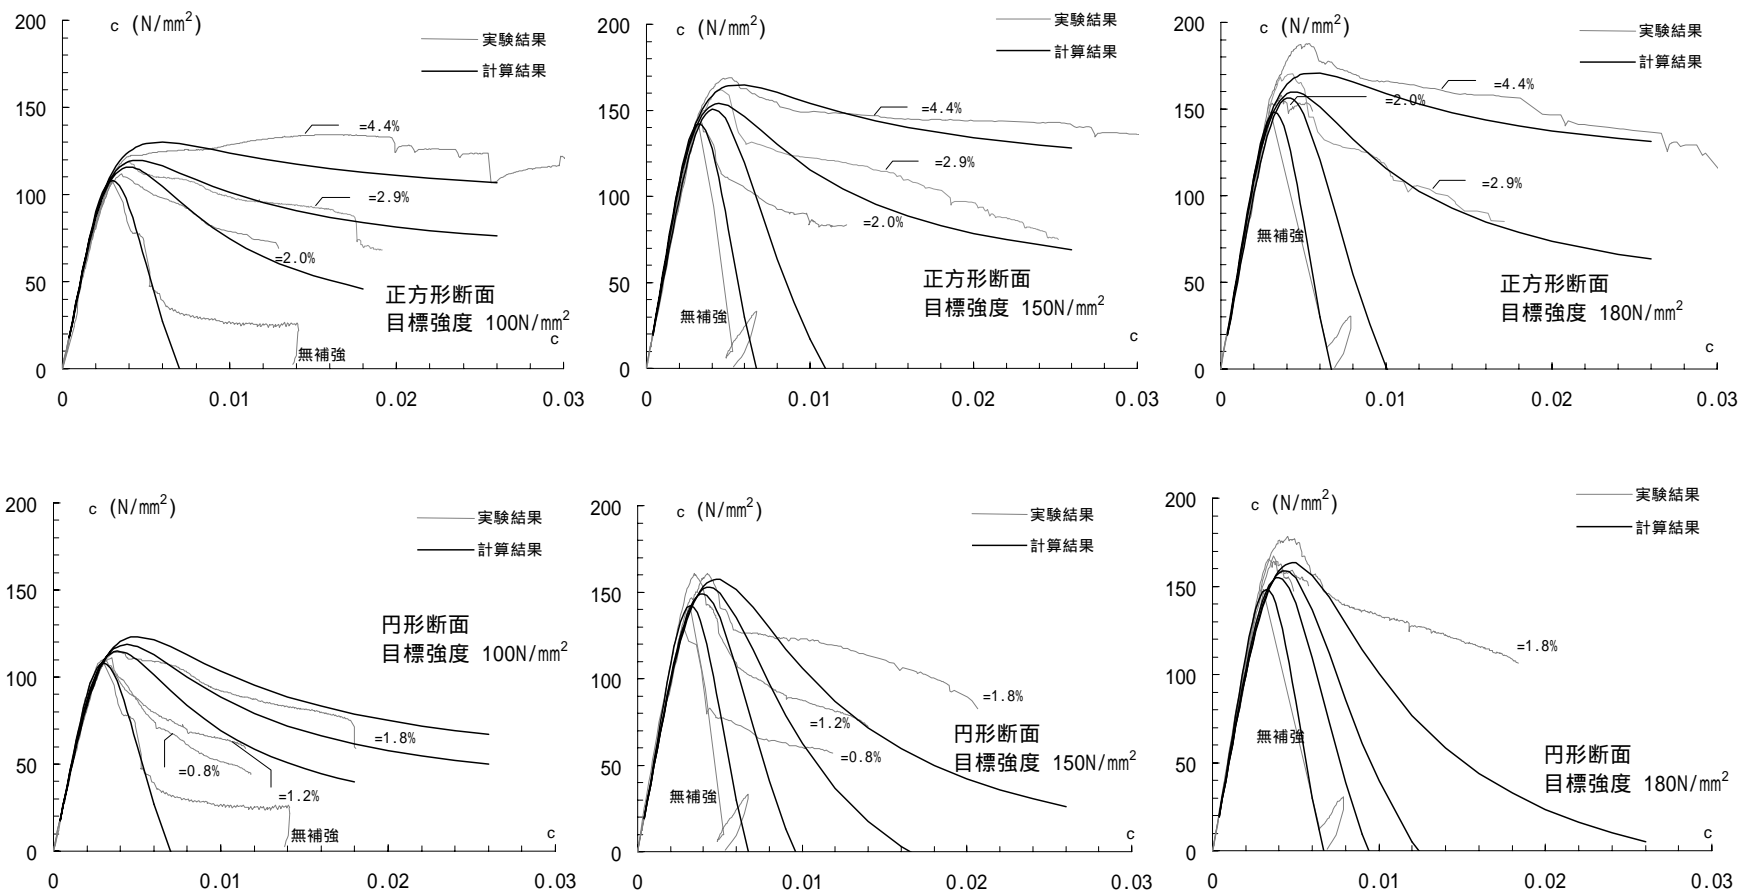 c (N/mm²)
実験結果
計算結果
200
150
100
50
0
=4.4%
=2.9%
=2.0%
正方形断面
目標強度 100N/mm²
c
無補強
0 0.01 0.02 0.03
c (N/mm²)
実験結果
計算結果
200
150
100
50
0
=4.4%
=2.9%
=2.0%
正方形断面
目標強度 150N/mm²
無補強
c
0 0.01 0.02 0.03
c (N/mm²)
実験結果
計算結果
200
150
100
50
0
=4.4%
=2.0%
=2.9%
無補強
正方形断面
目標強度 180N/mm²
c
0 0.01 0.02 0.03
c (N/mm²)
実験結果
計算結果
200
150
100
50
0
円形断面
目標強度 100N/mm²
=1.8%
=0.8%
=1.2%
無補強
c
0 0.01 0.02 0.03
c (N/mm²)
実験結果
計算結果
200
150
100
50
0
=1.8%
=1.2%
=0.8%
円形断面
目標強度 150N/mm²
無補強
c
0 0.01 0.02 0.03
c (N/mm²)
実験結果
計算結果
200
150
100
50
0
=1.8%
無補強
円形断面
目標強度 180N/mm²
c
0 0.01 0.02 0.03